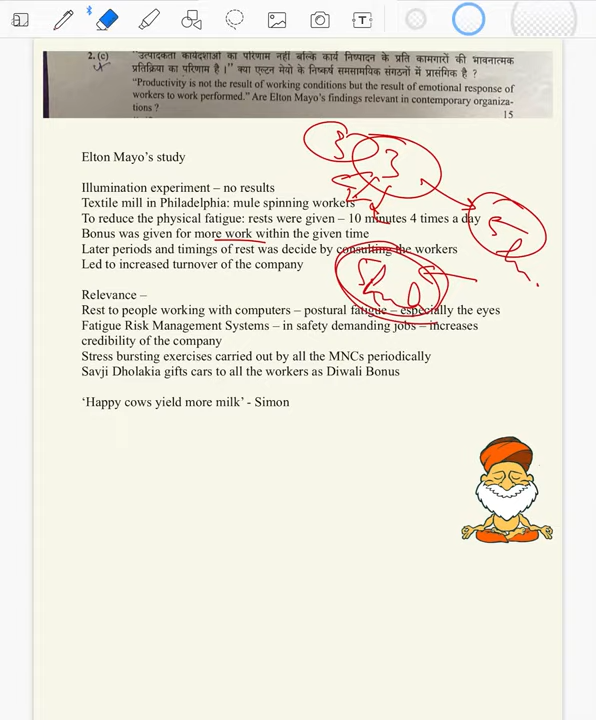 2. (c) "उत्पादकता कार्यदशाओं का परिणाम नहीं बल्कि कार्य निष्पादन के प्रति कामगारों की भावनात्मक
प्रतिक्रिया का परिणाम है।" क्या एल्टन मेयो के निष्कर्ष समसामयिक संगठनों में प्रासंगिक है ?
"Productivity is not the result of working conditions but the result of emotional response of
workers to work performed." Are Elton Mayo's findings relevant in contemporary organiza-
tions ?
15
Elton Mayo's study
Illumination experiment – no results
Textile mill in Philadelphia: mule spinning workers
To reduce the physical fatigue: rests were given – 10 minutes 4 times a day
Bonus was given for more work within the given time
Later periods and timings of rest was decide by consulting the workers
Led to increased turnover of the company
Relevance –
Rest to people working with computers – postural fatigue – especially the eyes
Fatigue Risk Management Systems – in safety demanding jobs – increases
credibility of the company
Stress bursting exercises carried out by all the MNCs periodically
Savji Dholakia gifts cars to all the workers as Diwali Bonus
'Happy cows yield more milk' - Simon
3
3